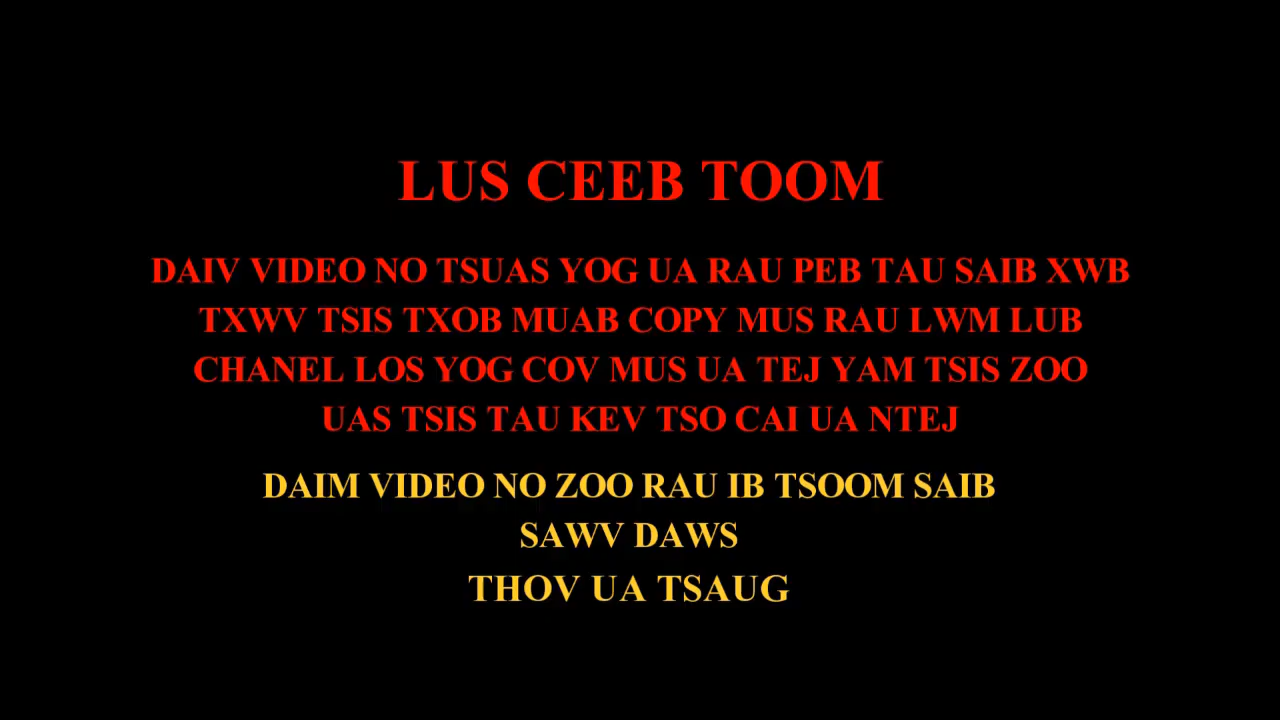 LUS CEEB TOOM
DAIV VIDEO NO TSUAS YOG UA RAU PEB TAU SAIB XWB
TXWV TSIS TXOB MUAB COPY MUS RAU LWM LUB
CHANEL LOS YOG COV MUS UA TEJ YAM TSIS ZOO
UAS TSIS TAU KEV TSO CAI UA NTEJ
DAIM VIDEO NO ZOO RAU IB TSOOM SAIB
SAWV DAWS
THOV UA TSAUG